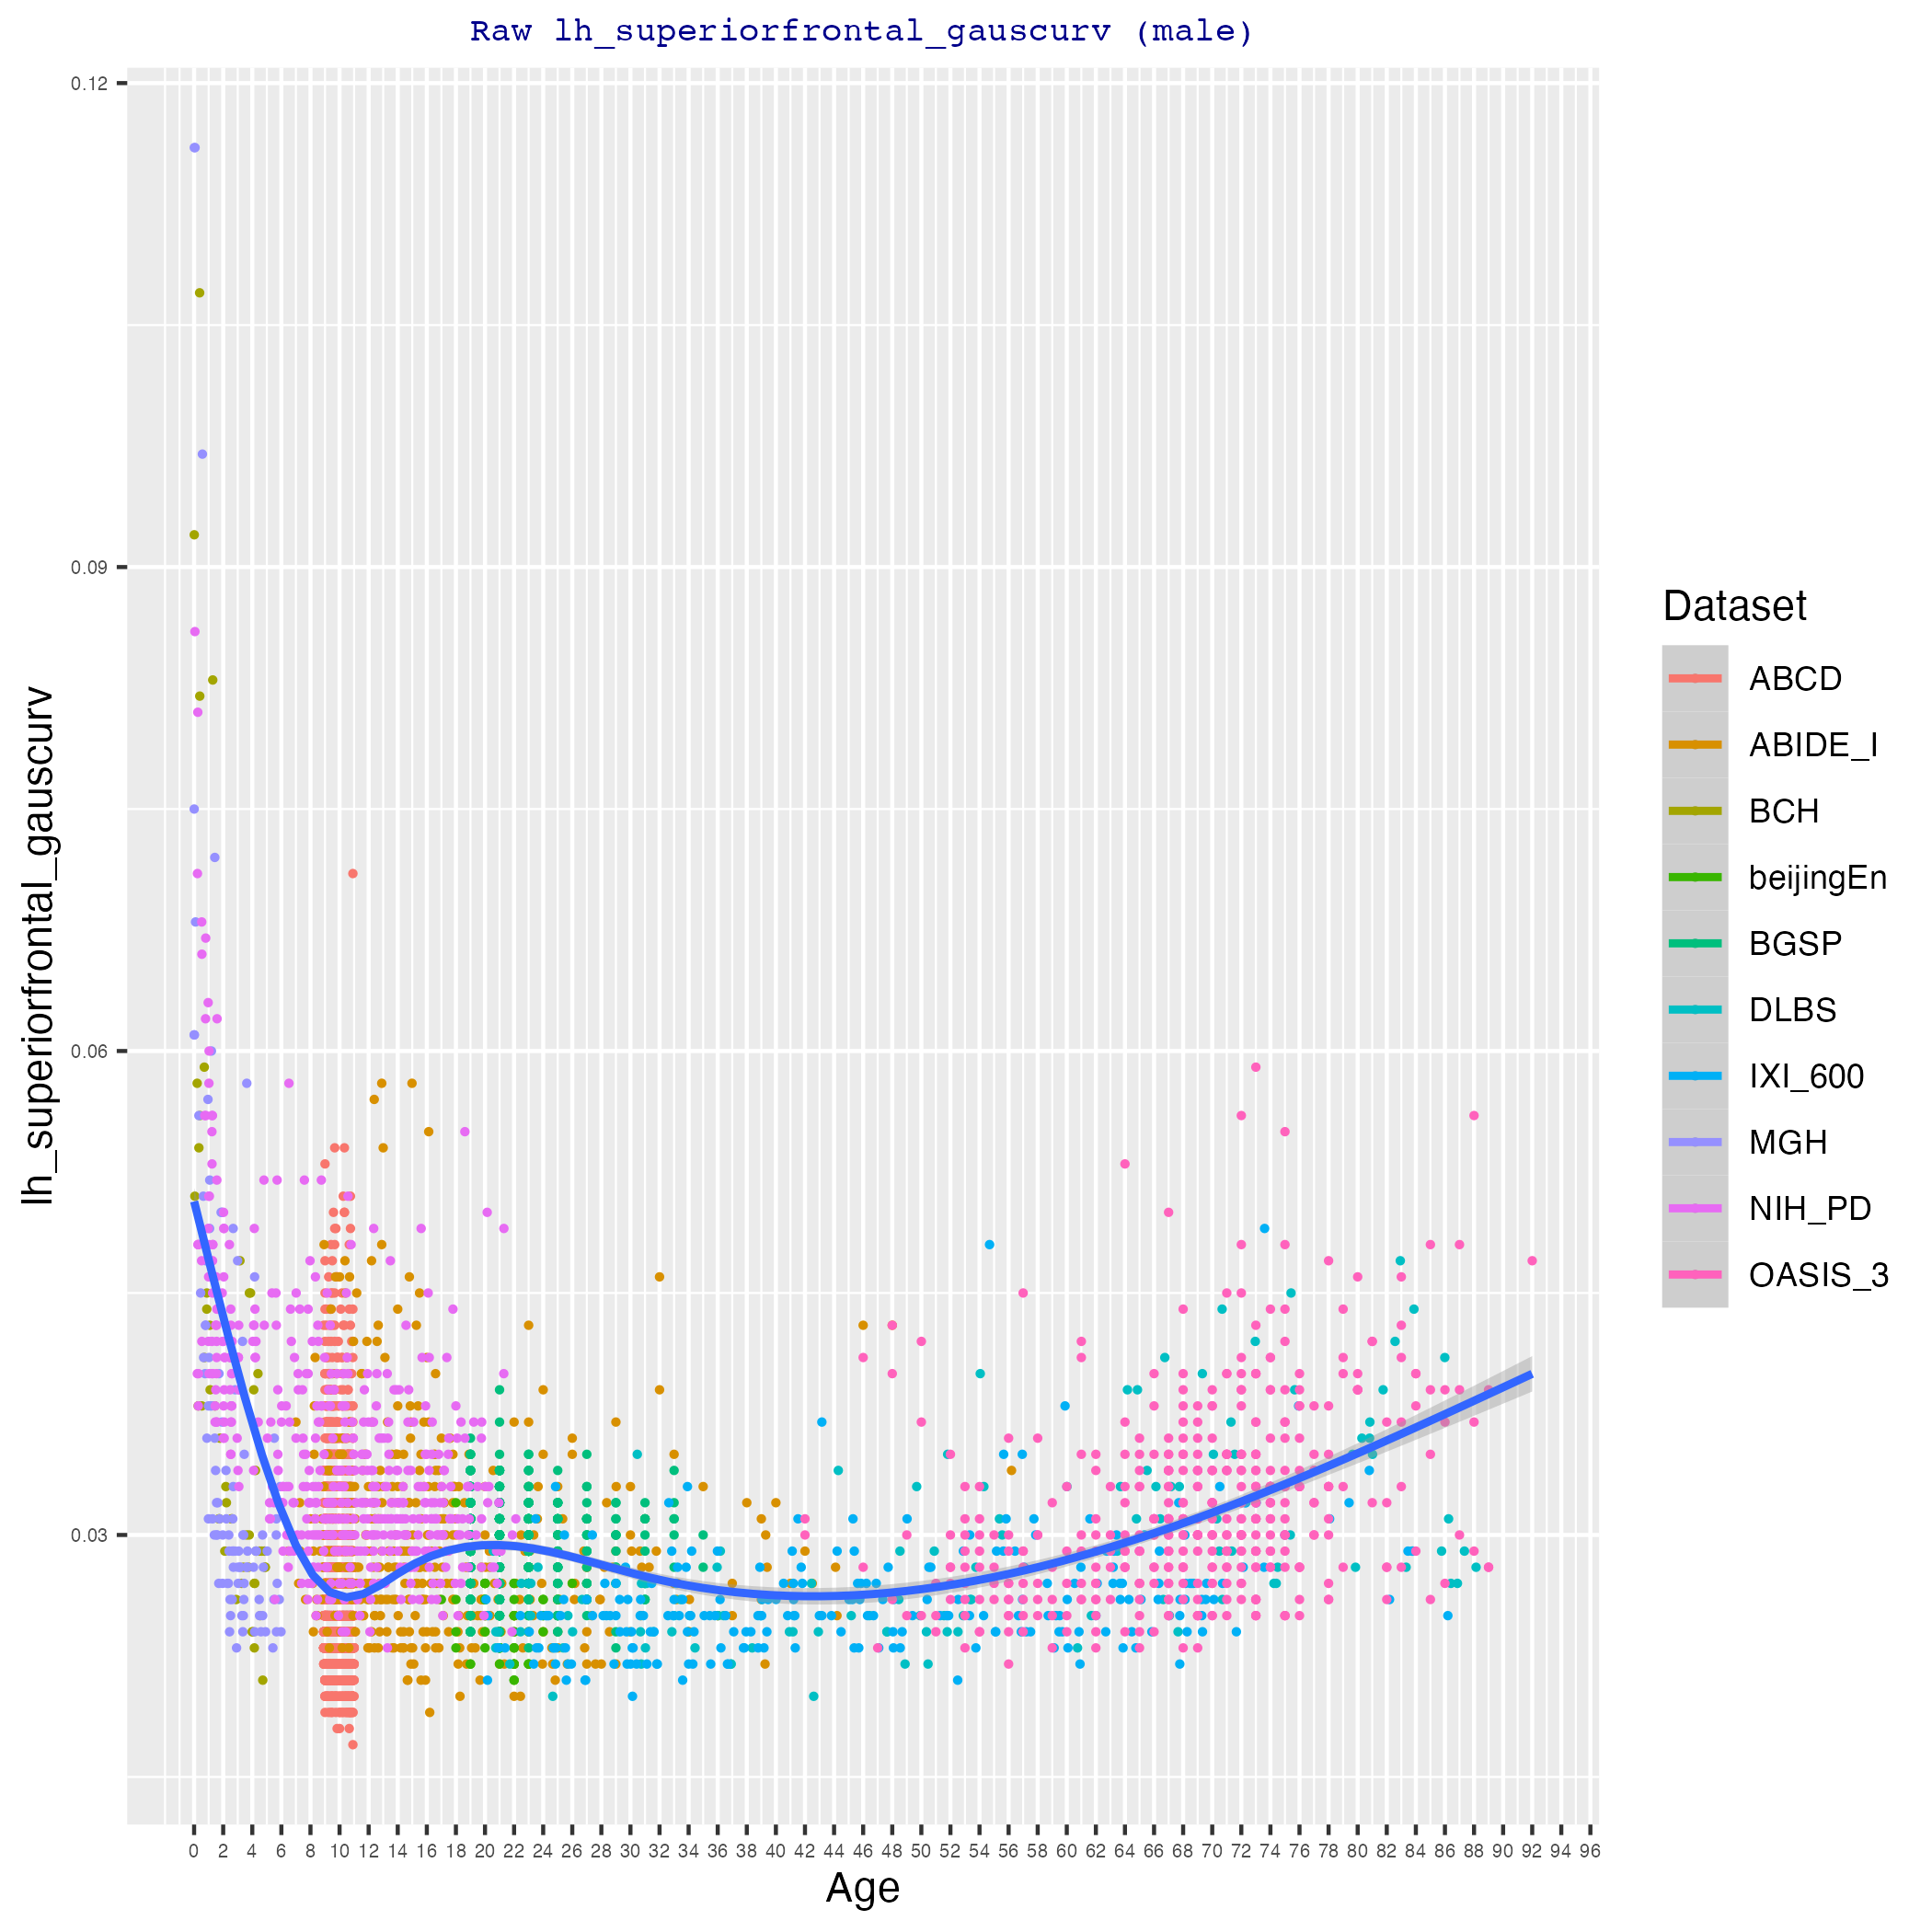 Raw lh_superiorfrontal_gauscurv (male)
0.12
0.09
0.06
0.03
lh_superiorfrontal_gauscurv
0 2 4 6 8 10 12 14 16 18 20 22 24 26 28 30 32 34 36 38 40 42 44 46 48 50 52 54 56 58 60 62 64 66 68 70 72 74 76 78 80 82 84 86 88 90 92 94 96
Age
Dataset
ABCD
ABIDE_I
BCH
beijingEn
BGSP
DLBS
IXI_600
MGH
NIH_PD
OASIS_3